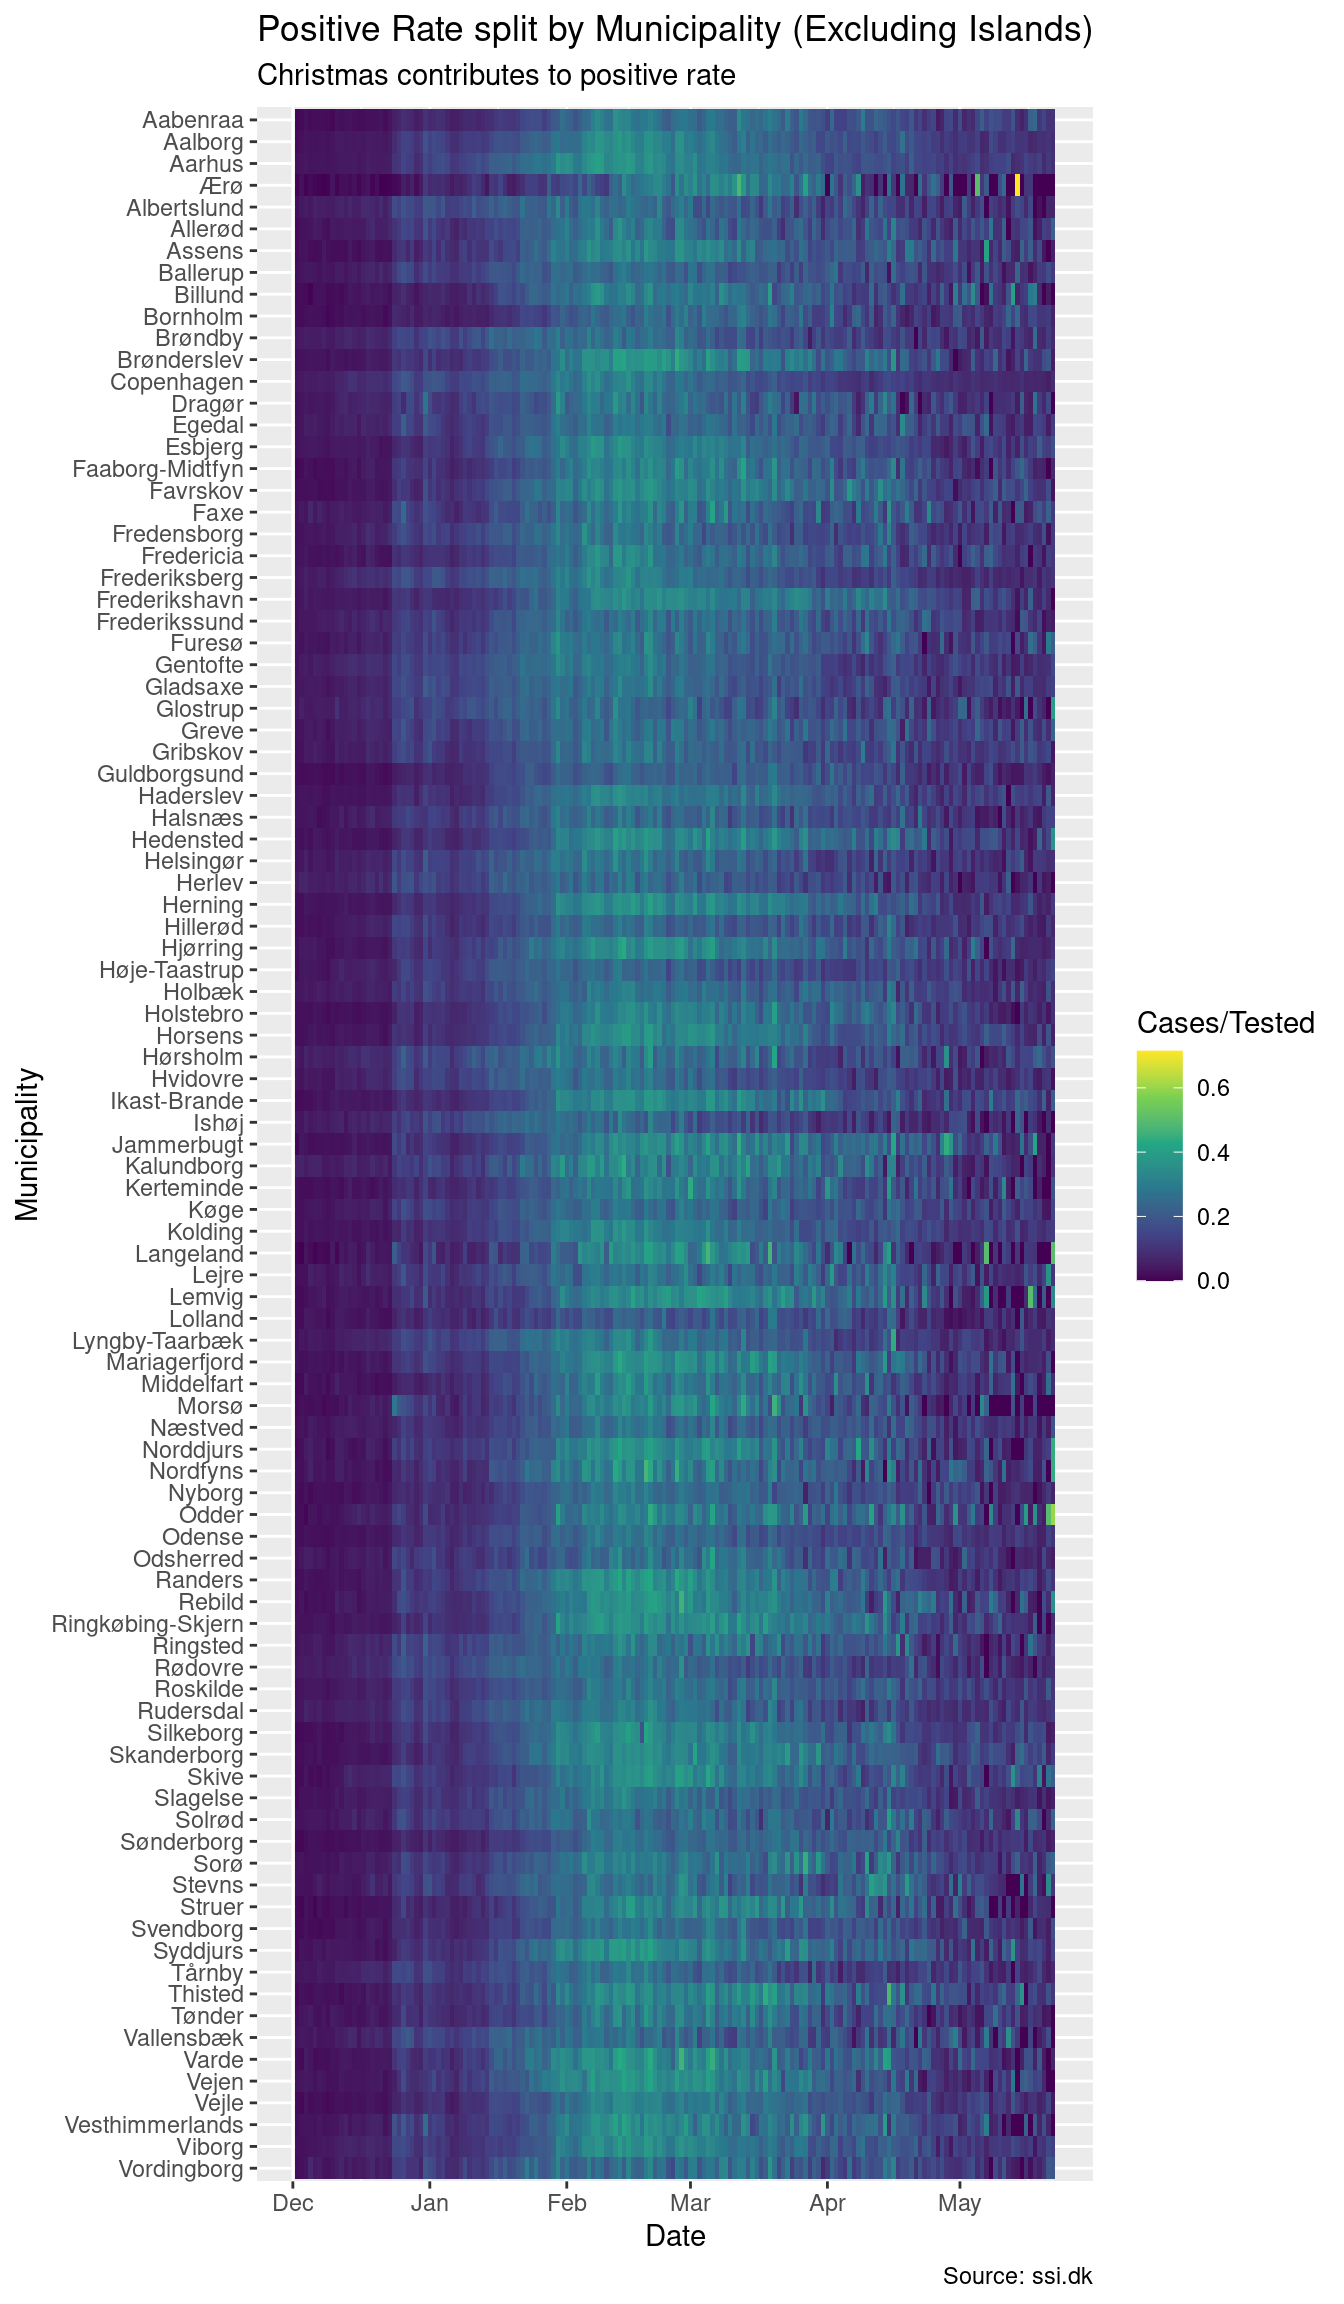 Positive Rate split by Municipality (Excluding Islands)
Christmas contributes to positive rate
Aabenraa
Aalborg
Aarhus
Ærø
Albertslund
Allerød
Assens
Ballerup
Billund
Bornholm
Brøndby
Brønderslev
Copenhagen
Dragør
Egedal
Esbjerg
Faaborg-Midtfyn
Favrskov
Faxe
Fredensborg
Fredericia
Frederiksberg
Frederikshavn
Frederikssund
Furesø
Gentofte
Gladsaxe
Glostrup
Greve
Gribskov
Guldborgsund
Haderslev
Halsnæs
Hedensted
Helsingør
Herlev
Herning
Hillerød
Hjørring
Høje-Taastrup
Holbæk
Holstebro
Horsens
Hørsholm
Hvidovre
Ikast-Brande
Ishøj
Jammerbugt
Kalundborg
Kerteminde
Køge
Kolding
Langeland
Lejre
Lemvig
Lolland
Lyngby-Taarbæk
Mariagerfjord
Middelfart
Morsø
Næstved
Norddjurs
Nordfyns
Nyborg
Odder
Odense
Odsherred
Randers
Rebild
Ringkøbing-Skjern
Ringsted
Rødovre
Roskilde
Rudersdal
Silkeborg
Skanderborg
Skive
Slagelse
Solrød
Sønderborg
Sorø
Stevns
Struer
Svendborg
Syddjurs
Tårnby
Thisted
Tønder
Vallensbæk
Varde
Vejen
Vejle
Vesthimmerlands
Viborg
Vordingborg
Municipality
Dec Jan Feb Mar Apr May
Date
Cases/Tested
0.6
0.4
0.2
0.0
Source: ssi.dk